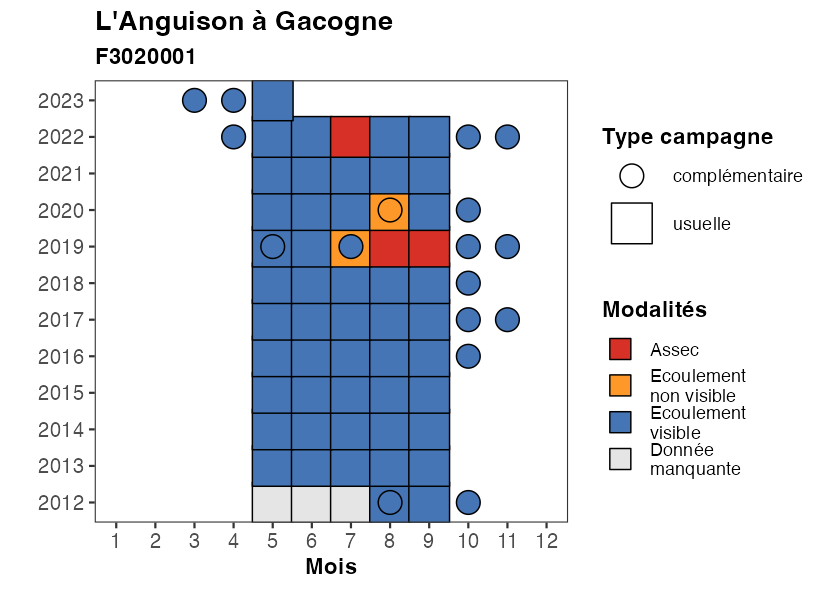 L'Anguison à Gacogne
F3020001
2023
2022
2021
2020
2019
2018
2017
2016
2015
2014
2013
2012
1 2 3 4 5 6 7 8 9 10 11 12
Mois
Type campagne
complémentaire
usuelle
Modalités
Assec
Ecoulement
non visible
Ecoulement
visible
Donnée
manquante